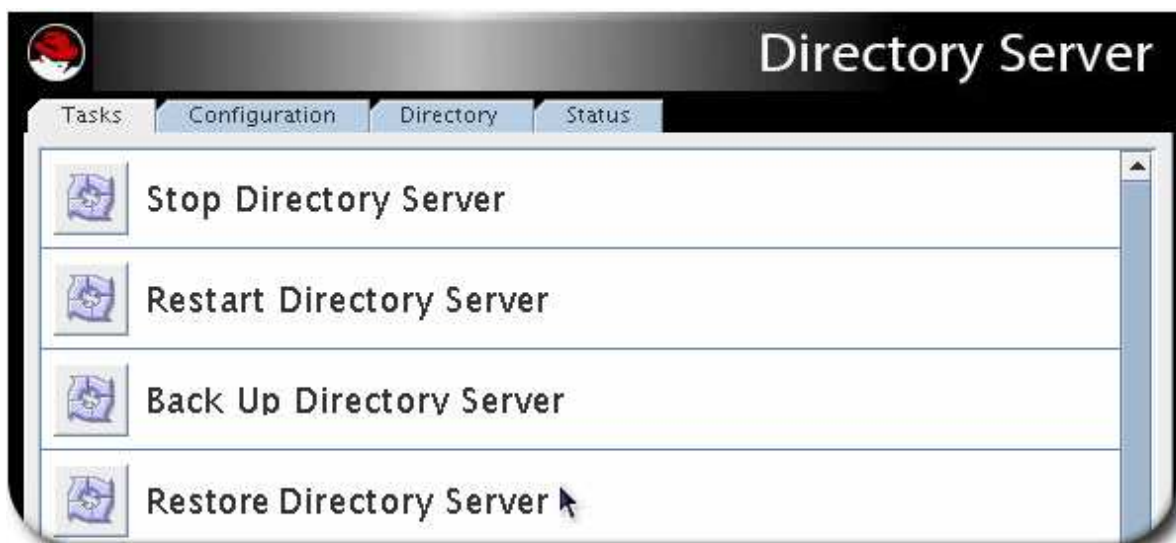 Directory Server
Tasks Configuration Directory Status
Stop Directory Server
Restart Directory Server
Back Up Directory Server
Restore Directory Server